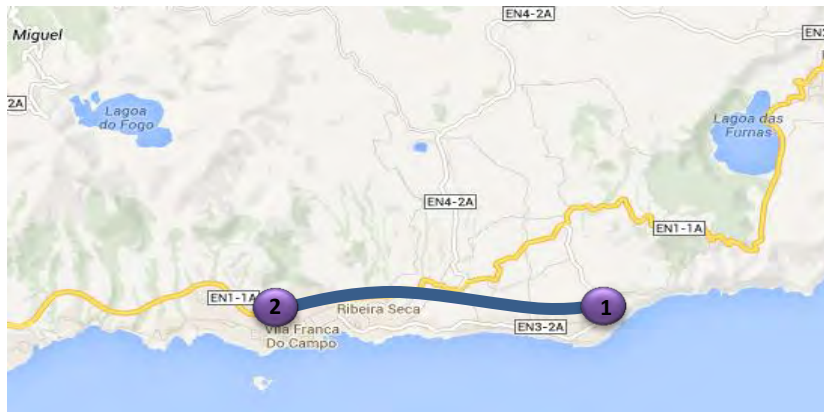 EN4-2A
Miguel
EN2
2A
Lagoa
do Fogo
Lagoa das
Furnas
EN4-2A
EN1-1A
EN1-1A
2
1
Ribeira Seca
EN3-2A
Vila Franca
Do Campo